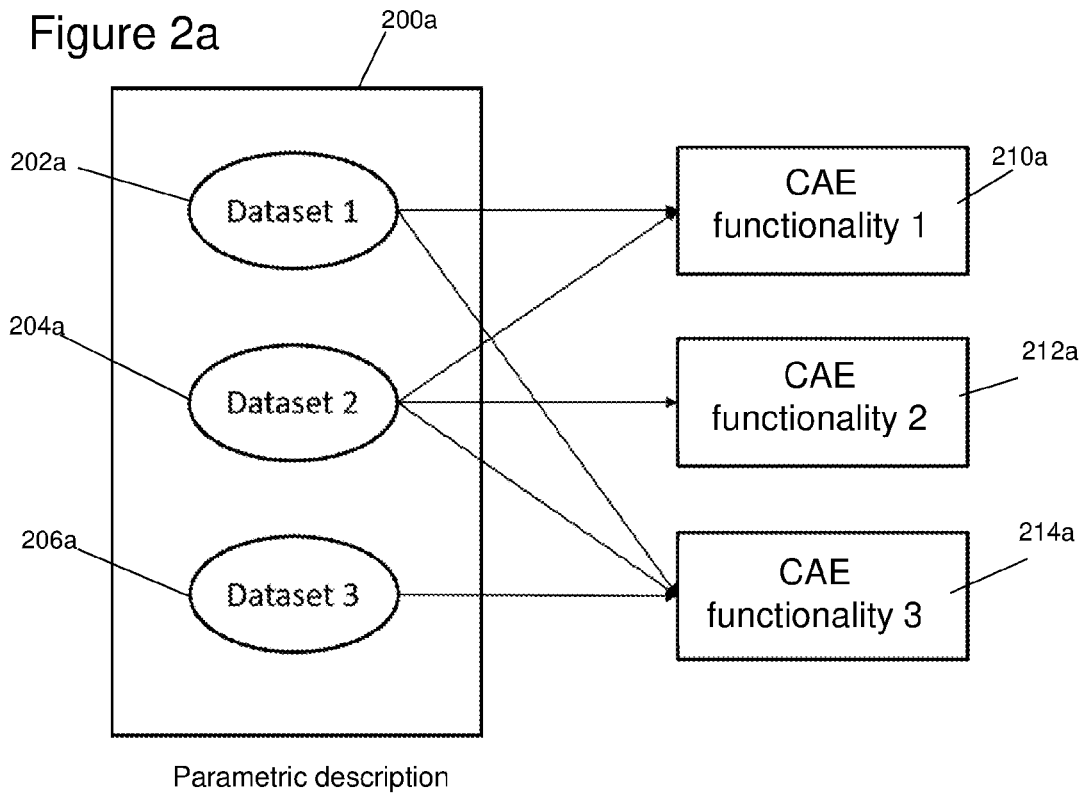 Figure 2a
200a
202a
Dataset 1
CAE
functionality 1
210a
204a
Dataset 2
CAE
functionality 2
212a
206a
Dataset 3
CAE
functionality 3
214a
Parametric description